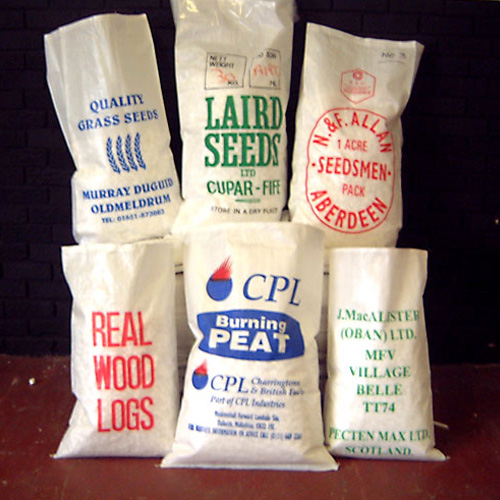 QUALITY
GRASS SEEDS
MURRAY DUGUID
OLDMELDRUM
NETT
WEIGHT
30
LAIRD
SEEDS
LTD
CUPAR - FIFE
STORE IN A DRY PLACE
N.&F. ALLAN
1 ACRE
·SEEDSMEN·
PACK
ABERDEEN
REAL
WOOD
LOGS
CPL
Burning
PEAT
CPL Charringtons
& British Fuels
Part of CPL Industries
J.MacALISTER
(OBAN) LTD.
MFV
VILLAGE
BELLE
TT74
PECTEN MAX LTD.
SCOTLAND